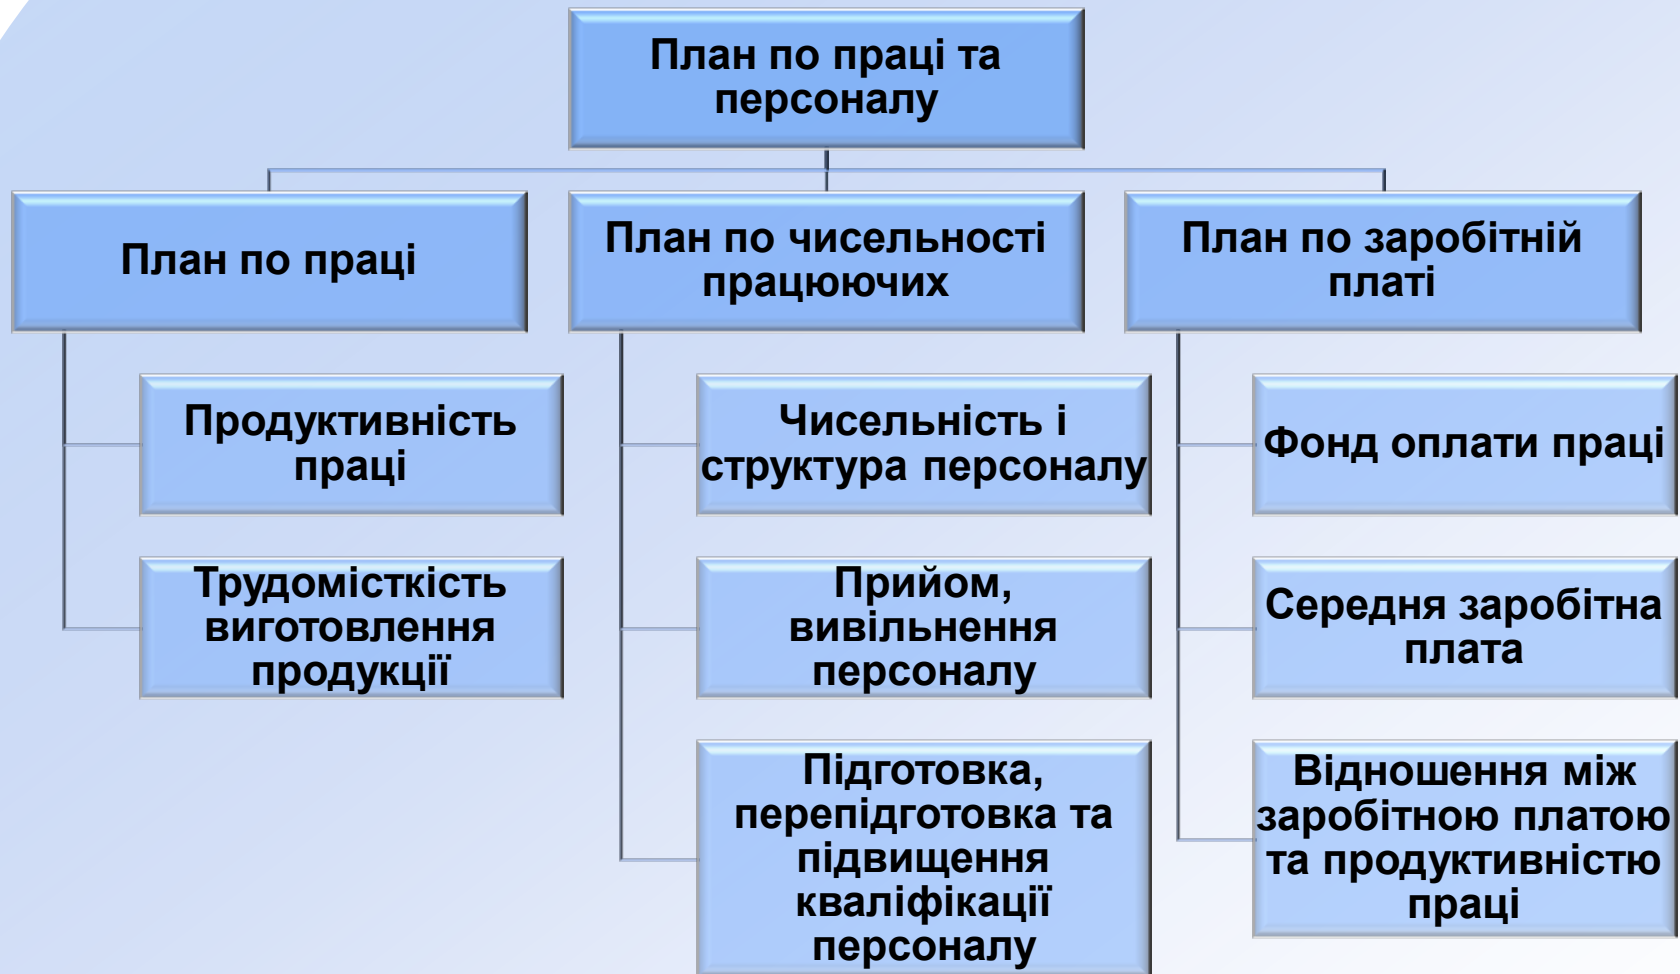 План по праці та
персоналу
План по праці
План по чисельності
працюючих
План по заробітній
платі
Продуктивність
праці
Трудомісткість
виготовлення
продукції
Чисельність і
структура персоналу
Прийом,
вивільнення
персоналу
Підготовка,
перепідготовка та
підвищення
кваліфікації
персоналу
Фонд оплати праці
Середня заробітна
плата
Відношення між
заробітною платою
та продуктивністю
праці